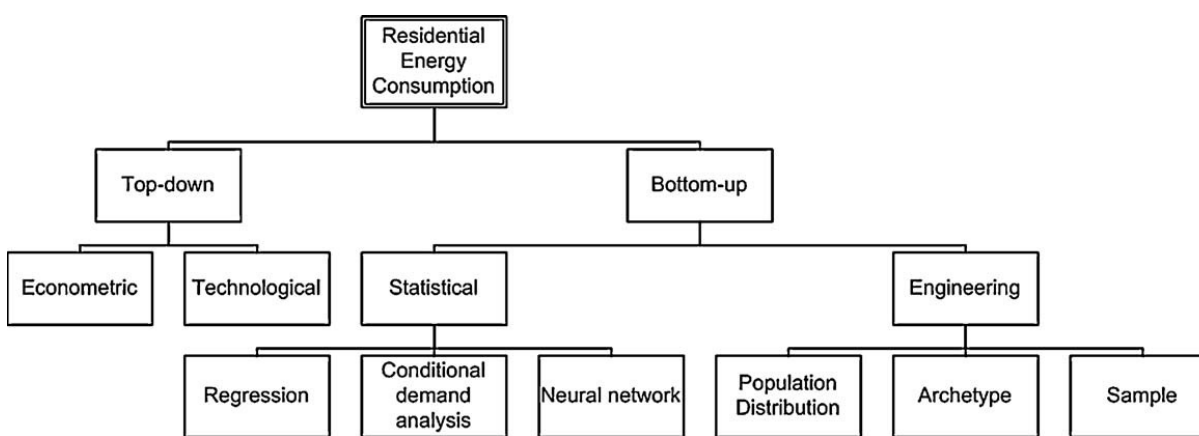 Residential
Energy
Consumption
Top-down
Bottom-up
Econometric
Technological
Statistical
Engineering
Regression
Conditional
demand
analysis
Neural network
Population
Distribution
Archetype
Sample